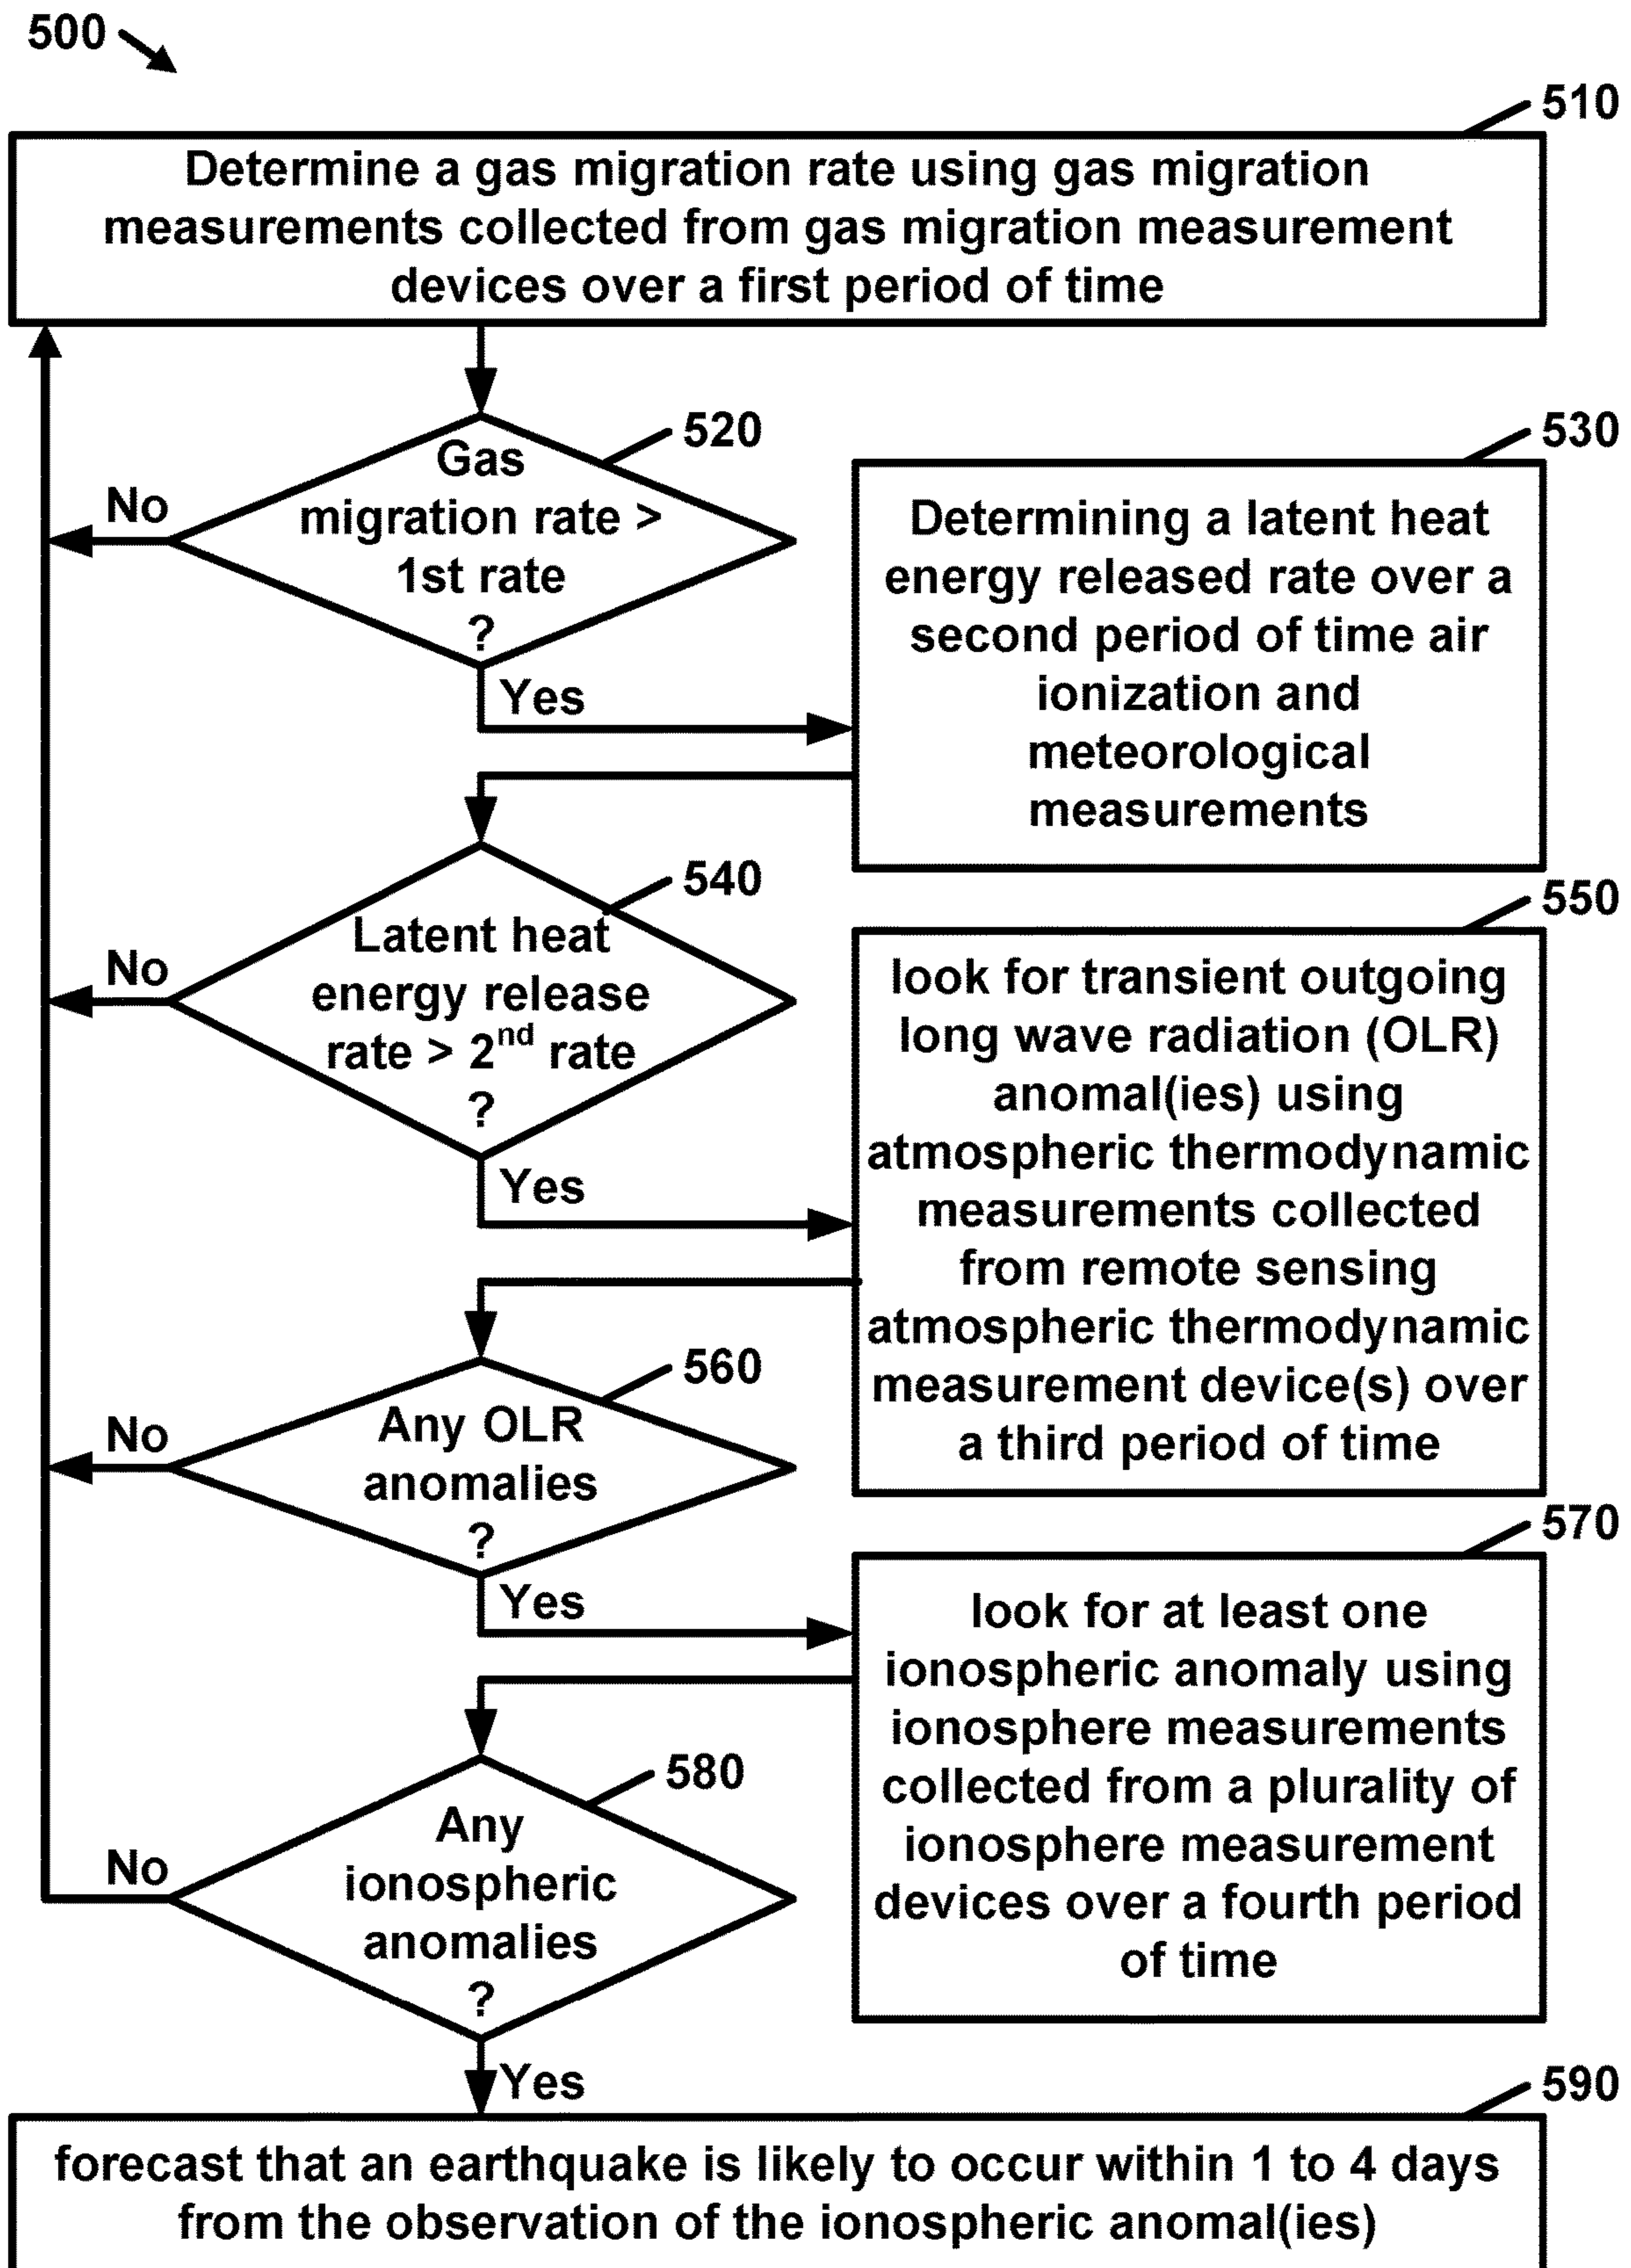 500
510
Determine a gas migration rate using gas migration
measurements collected from gas migration measurement
devices over a first period of time
520
Gas
migration rate >
1st rate
?
No
Yes
530
Determining a latent heat
energy released rate over a
second period of time air
ionization and
meteorological
measurements
540
Latent heat
energy release
rate > 2nd rate
?
No
Yes
550
look for transient outgoing
long wave radiation (OLR)
anomal(ies) using
atmospheric thermodynamic
measurements collected
from remote sensing
atmospheric thermodynamic
measurement device(s) over
a third period of time
560
Any OLR
anomalies
?
No
Yes
570
look for at least one
ionospheric anomaly using
ionosphere measurements
collected from a plurality of
ionosphere measurement
devices over a fourth period
of time
580
Any
ionospheric
anomalies
?
No
Yes
590
forecast that an earthquake is likely to occur within 1 to 4 days
from the observation of the ionospheric anomal(ies)